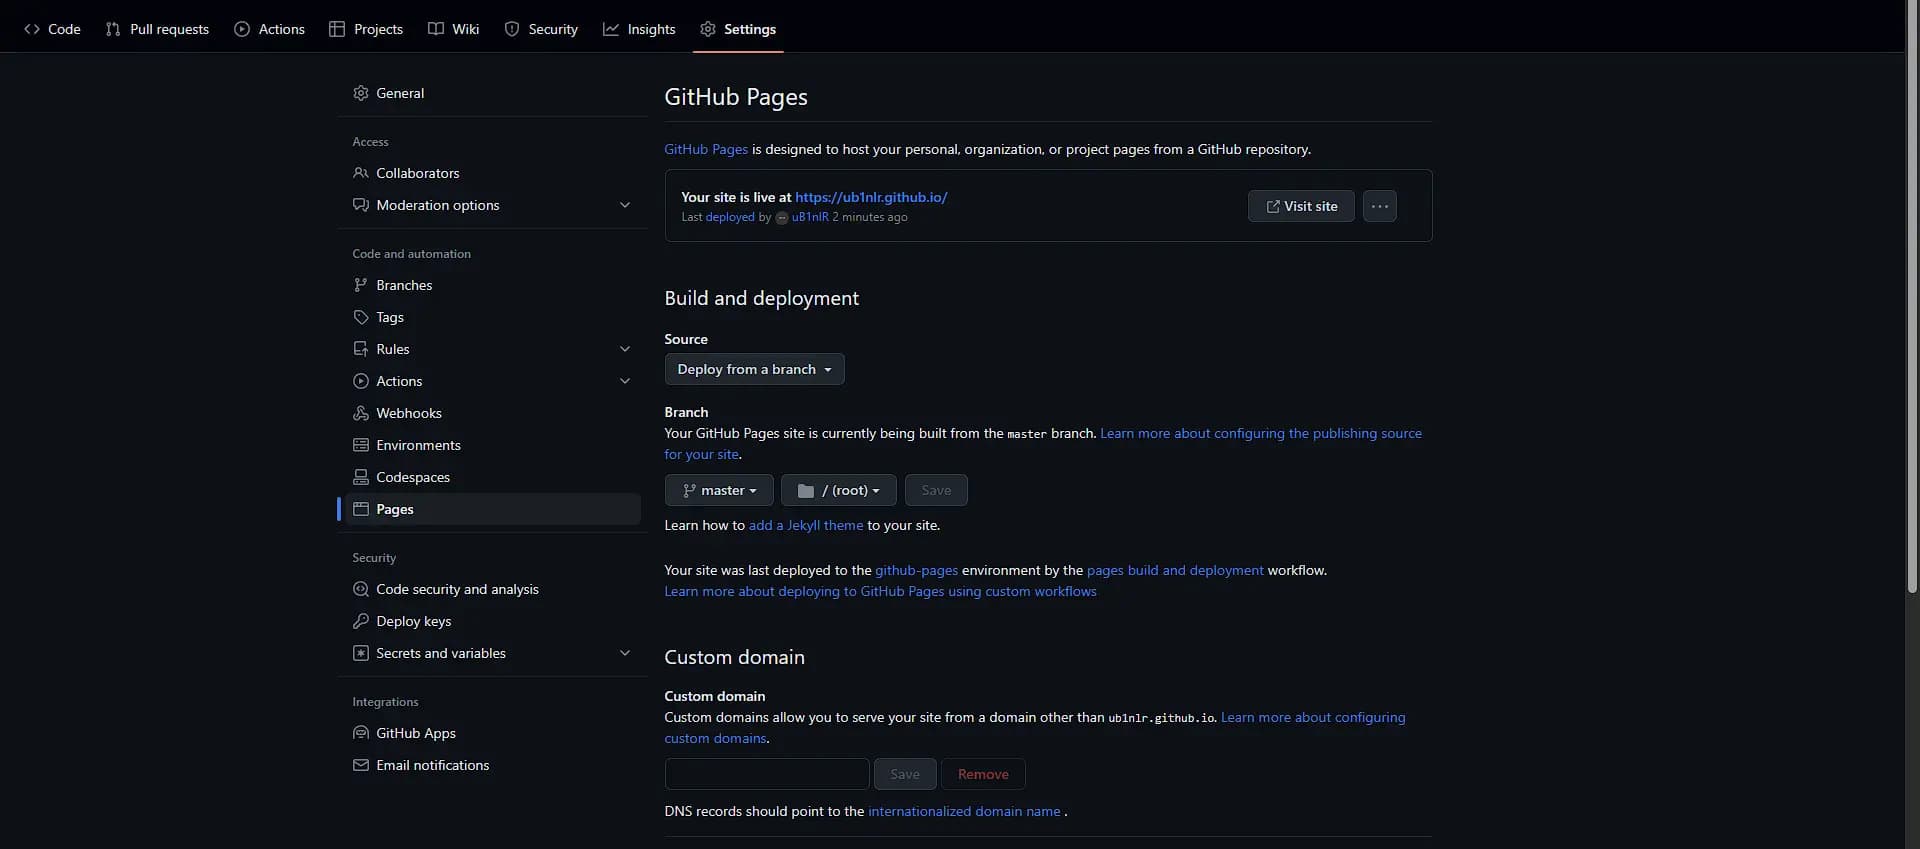 Code Pull requests Actions Projects Wiki Security Insights Settings
General
Access
Collaborators
Moderation options
Code and automation
Branches
Tags
Rules
Actions
Webhooks
Environments
Codespaces
Pages
Security
Code security and analysis
Deploy keys
Secrets and variables
Integrations
GitHub Apps
Email notifications
GitHub Pages
GitHub Pages is designed to host your personal, organization, or project pages from a GitHub repository.
Your site is live at https://ub1nlr.github.io/
Last deployed by uB1nlR 2 minutes ago
Visit site
Build and deployment
Source
Deploy from a branch
Branch
Your GitHub Pages site is currently being built from the master branch. Learn more about configuring the publishing source
for your site.
master / (root) Save
Learn how to add a Jekyll theme to your site.
Your site was last deployed to the github-pages environment by the pages build and deployment workflow.
Learn more about deploying to GitHub Pages using custom workflows
Custom domain
Custom domain
Custom domains allow you to serve your site from a domain other than ub1nlr.github.io. Learn more about configuring
custom domains.
Save Remove
DNS records should point to the internationalized domain name .